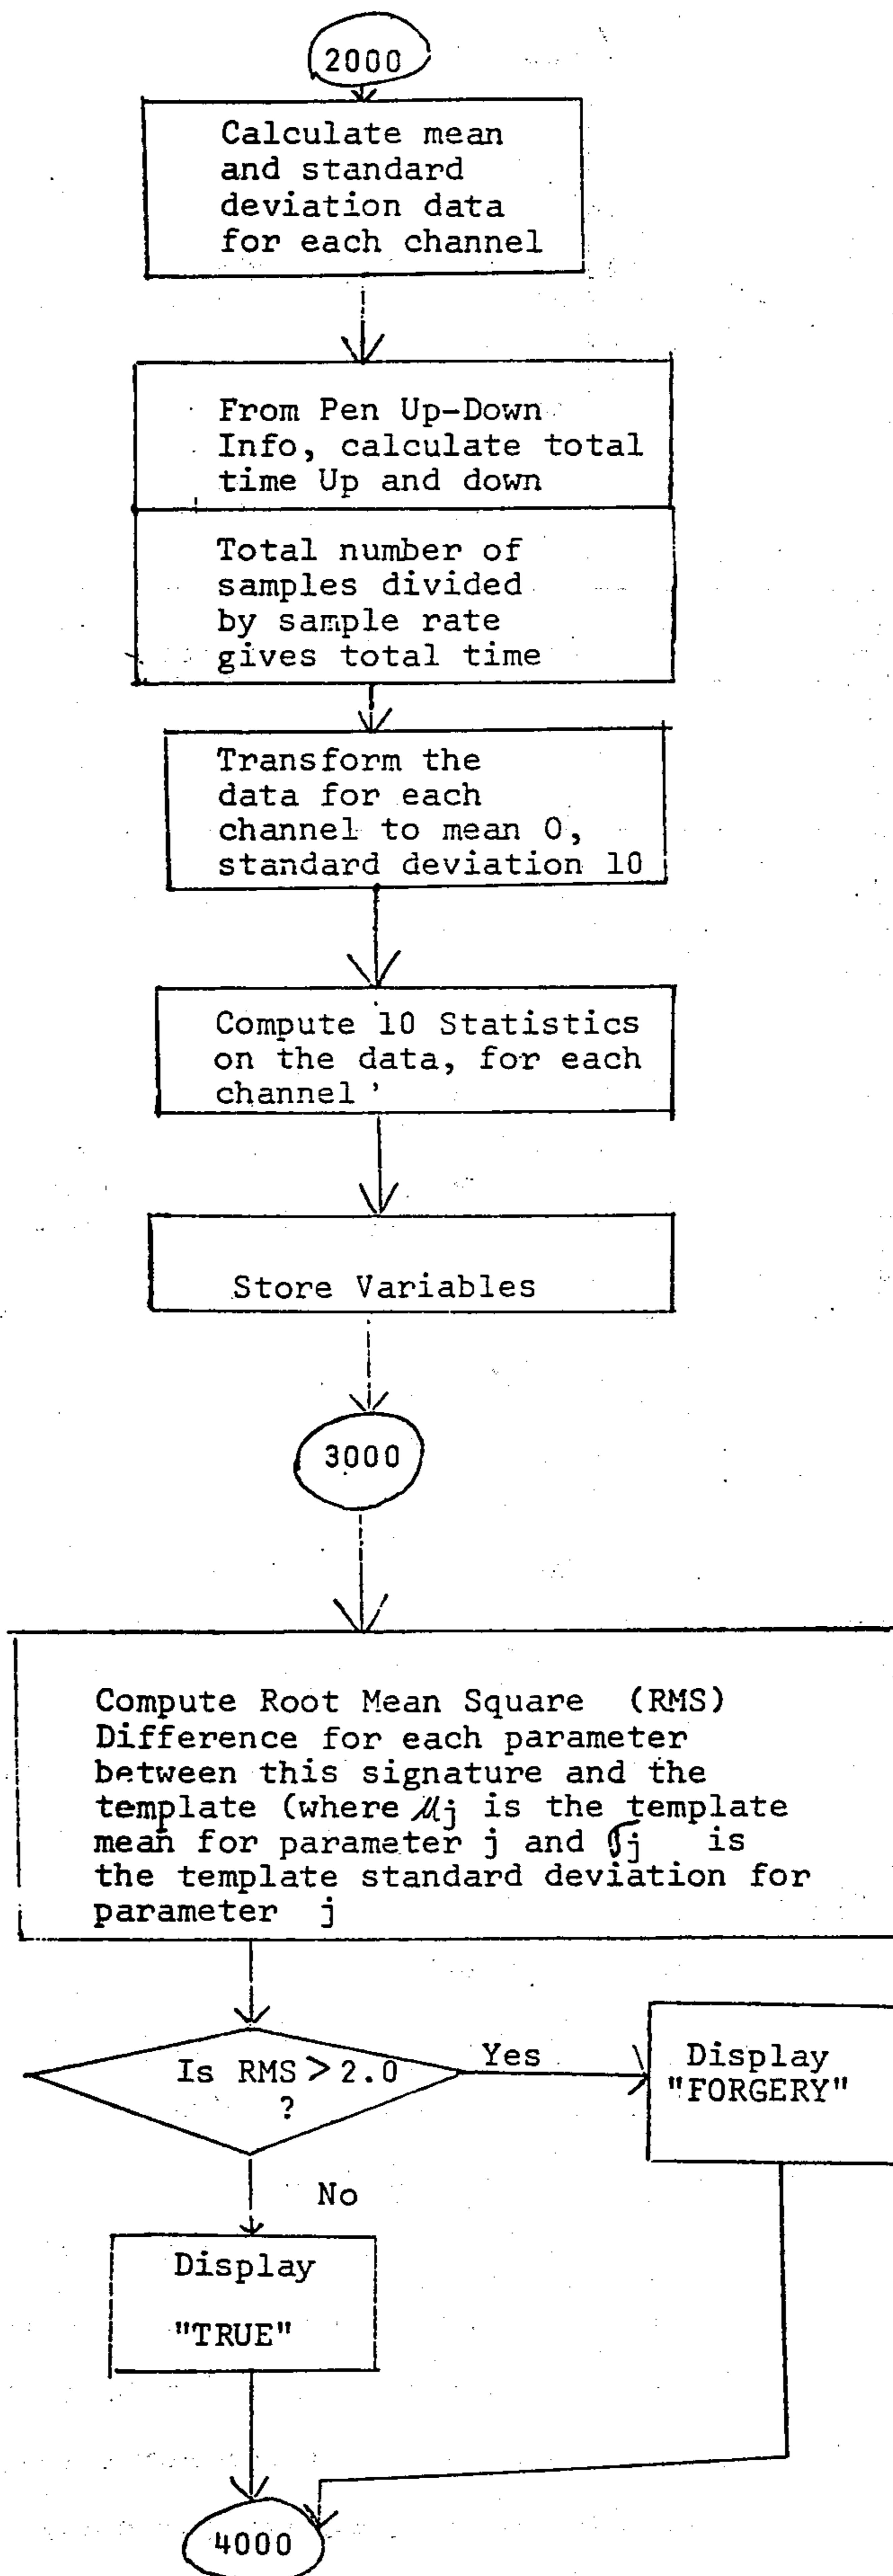 2000
Calculate mean
and standard
deviation data
for each channel
From Pen Up-Down
Info, calculate total
time Up and down
Total number of
samples divided
by sample rate
gives total time
Transform the
data for each
channel to mean 0,
standard deviation 10
Compute 10 Statistics
on the data, for each
channel
Store Variables
3000
Compute Root Mean Square (RMS)
Difference for each parameter
between this signature and the
template (where μj is the template
mean for parameter j and σj is
the template standard deviation for
parameter j
Is RMS > 2.0
?
Yes
Display
"FORGERY"
No
Display
"TRUE"
4000